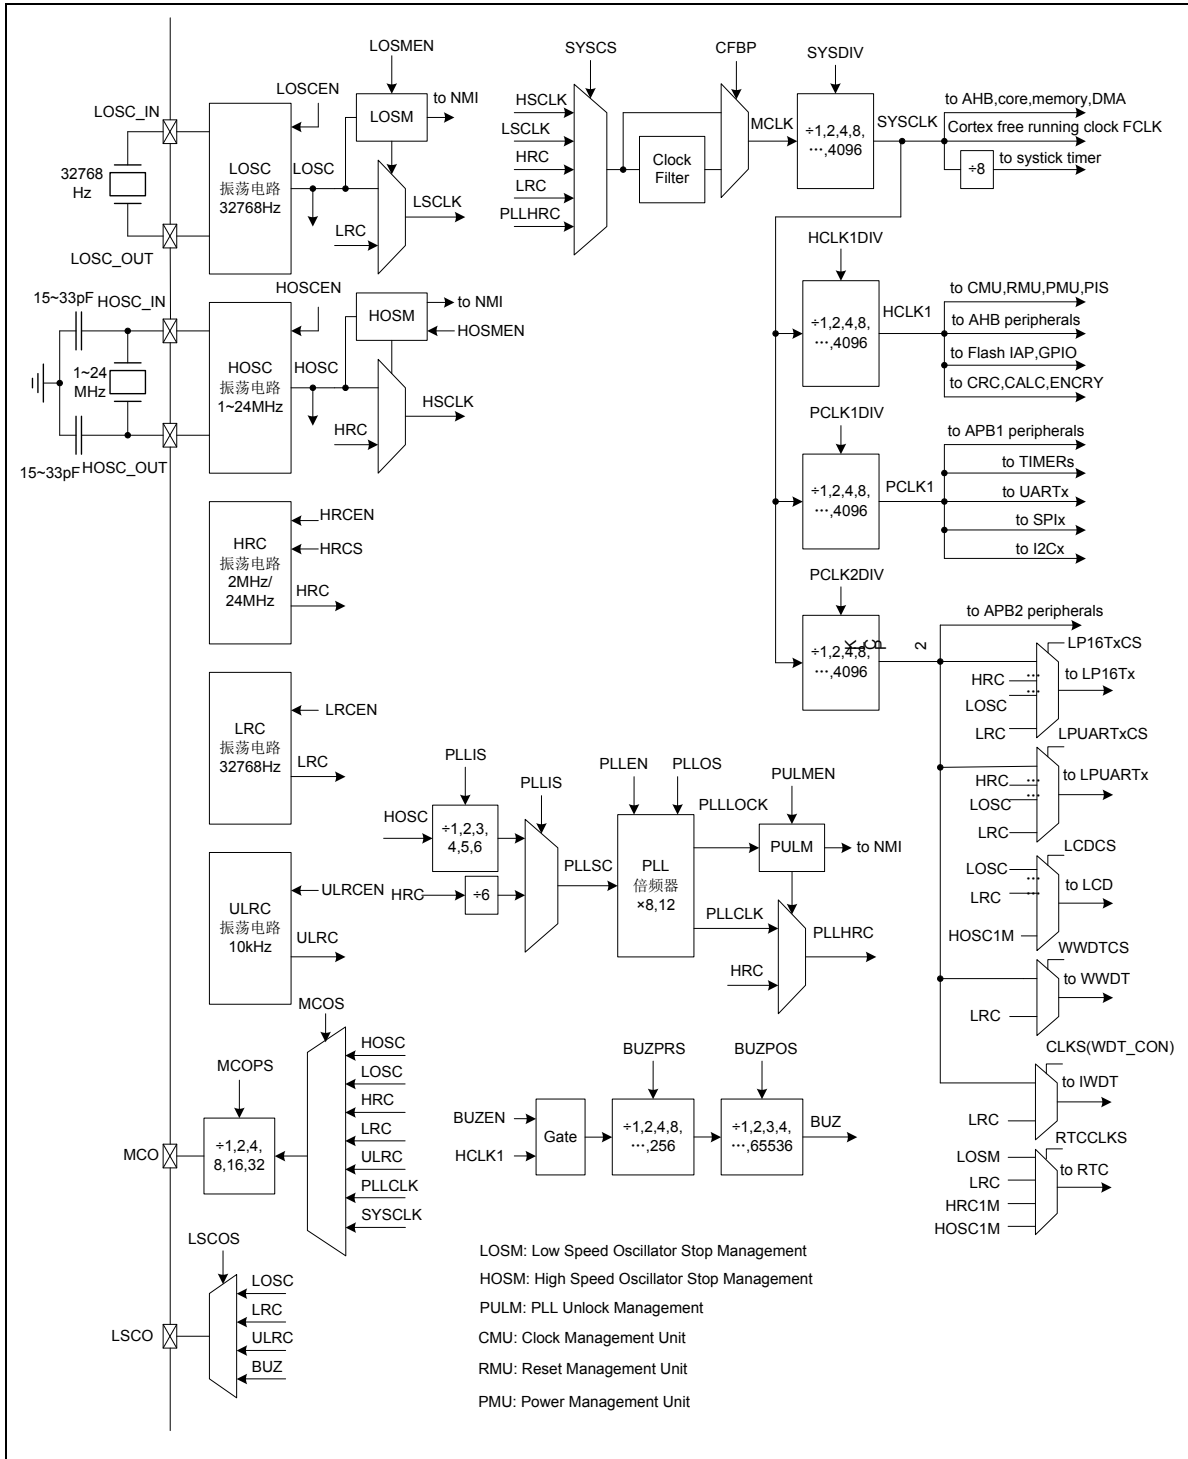 LOSMEN
LOSCEN
LOSC_IN
to NMI
LOSM
LOSC
振荡电路
32768Hz
LOSC
32768
Hz
LSCLK
LRC
LOSC_OUT
SYSCS
CFBP
SYSDIV
HSCLK
LSCLK
HRC
LRC
PLLHRC
Clock
Filter
MCLK
÷1,2,4,8,
…,4096
SYSCLK
to AHB,core,memory,DMA
Cortex free running clock FCLK
÷8
to systick timer
15~33pF
HOSC_IN
HOSCEN
HOSM
to NMI
HOSMEN
HOSC
振荡电路
1~24MHz
HOSC
1~24
MHz
HSCLK
HRC
15~33pF
HOSC_OUT
HCLK1DIV
÷1,2,4,8,
…,4096
HCLK1
to CMU,RMU,PMU,PIS
to AHB peripherals
to Flash IAP,GPIO
to CRC,CALC,ENCRY
PCLK1DIV
÷1,2,4,8,
…,4096
PCLK1
to APB1 peripherals
to TIMERs
to UARTx
to SPIx
to I2Cx
HRCEN
HRCS
HRC
振荡电路
2MHz/
24MHz
HRC
PCLK2DIV
÷1,2,4,8,
…,4096
2
to APB2 peripherals
LP16TxCS
HRC
…
LOSC
…
LRC
to LP16Tx
LRCEN
LRC
振荡电路
32768Hz
LRC
LPUARTxCS
HRC
…
LOSC
…
LRC
to LPUARTx
PLLIS
HOSC
÷1,2,3,
4,5,6
HRC
÷6
PLLIS
PLLSC
PLLEN
PLLOS
PLL
倍频器
×8,12
PLLLOCK
PULMEN
PULM
to NMI
PLLCLK
HRC
PLLHRC
LCDCS
LOSC
…
LRC
…
HOSC1M
to LCD
ULRCEN
ULRC
振荡电路
10kHz
ULRC
WWDTCS
LRC
to WWDT
CLKS(WDT_CON)
LRC
to IWDT
RTCCLKS
LOSM
LRC
HRC1M
HOSC1M
to RTC
MCOS
HOSC
LOSC
HRC
LRC
ULRC
PLLCLK
SYSCLK
MCOPS
÷1,2,4,
8,16,32
MCO
BUZPRS
BUZPOS
BUZEN
HCLK1
Gate
÷1,2,4,8,
…,256
÷1,2,3,4,
…,65536
BUZ
LSCOS
LOSC
LRC
ULRC
BUZ
LSCO
LOSM: Low Speed Oscillator Stop Management
HOSM: High Speed Oscillator Stop Management
PULM: PLL Unlock Management
CMU: Clock Management Unit
RMU: Reset Management Unit
PMU: Power Management Unit